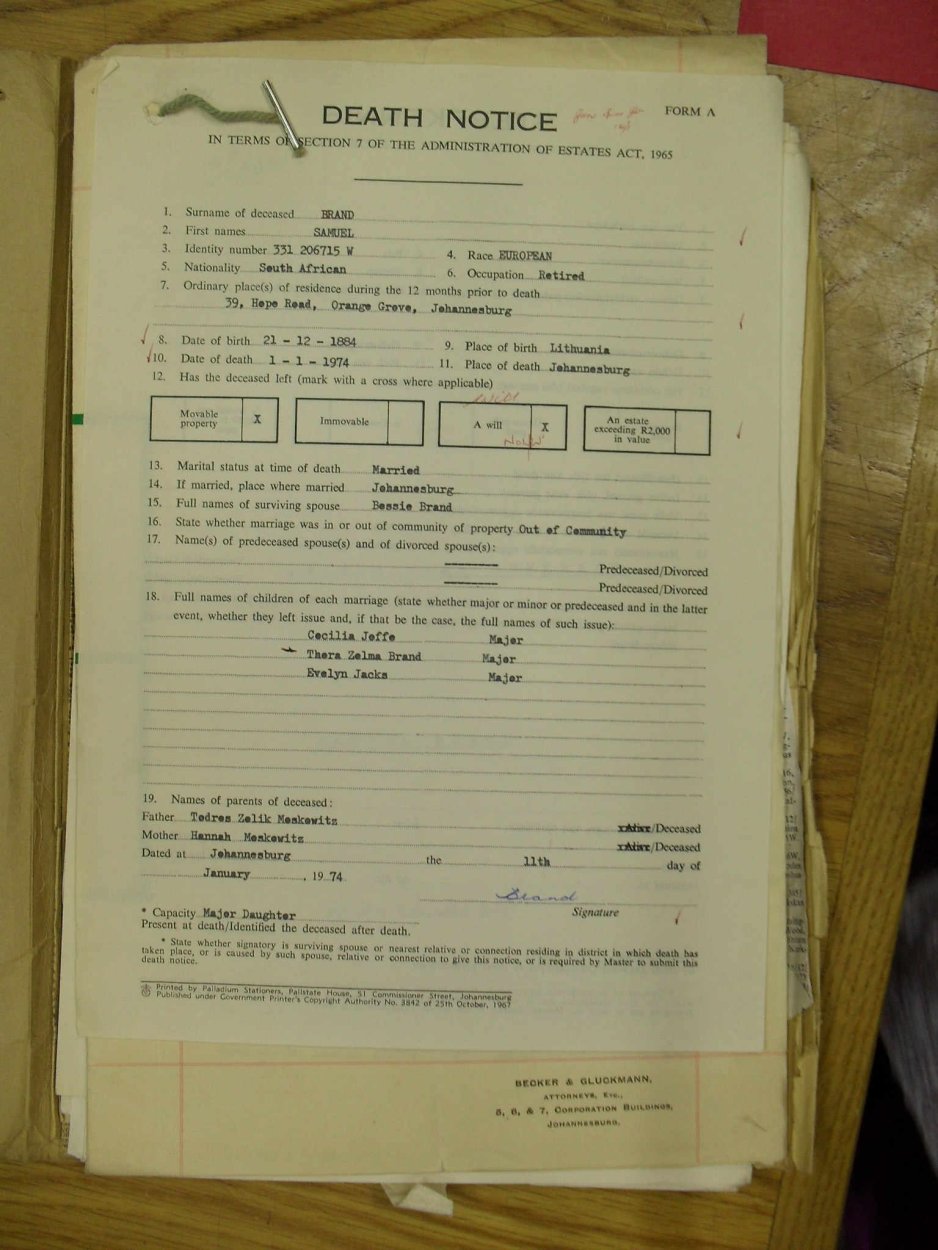 DEATH NOTICE
FORM A
IN TERMS OF SECTION 7 OF THE ADMINISTRATION OF ESTATES ACT, 1965
1. Surname of deceased BRAND
2. First names SAMUEL
3. Identity number 331 206715 W 4. Race EUROPEAN
5. Nationality South African 6. Occupation Retired
7. Ordinary place(s) of residence during the 12 months prior to death
39, Hope Road, Orange Grove, Johannesburg
8. Date of birth 21 - 12 - 1884 9. Place of birth Lithuania
10. Date of death 1 - 1 - 1974 11. Place of death Johannesburg
12. Has the deceased left (mark with a cross where applicable)
Movable property X Immovable A will X An estate exceeding R2,000 in value
13. Marital status at time of death Married
14. If married, place where married Johannesburg
15. Full names of surviving spouse Bessie Brand
16. State whether marriage was in or out of community of property Out of Community
17. Name(s) of predeceased spouse(s) and of divorced spouse(s):
Predeceased/Divorced
Predeceased/Divorced
18. Full names of children of each marriage (state whether major or minor or predeceased and in the latter
event, whether they left issue and, if that be the case, the full names of such issue):
Cecilia Joffe Major
Thora Zelma Brand Major
Evelyn Jacks Major
19. Names of parents of deceased:
Father Todres Zelik Moskowitz /Deceased
Mother Hannah Moskowitz /Deceased
Dated at Johannesburg the 11th day of
January , 1974
Brand
Signature
* Capacity Major Daughter
Present at death/Identified the deceased after death.
* State whether signatory is surviving spouse or nearest relative or connection residing in district in which death has
taken place, or is caused by such spouse, relative or connection to give this notice, or is required by Master to submit this
death notice.
Printed by Palladium Stationers, Pallstate House, 51 Commissioner Street, Johannesburg
Published under Government Printer's Copyright Authority No. 3842 of 25th October, 1967
BECKER & GLUCKMANN,
ATTORNEYS, ETC.,
5, 6, & 7, CORPORATION BUILDINGS,
JOHANNESBURG.